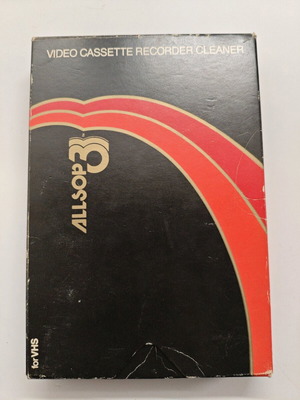 VIDEO CASSETTE RECORDER CLEANER
ALLSOP 3
for VHS